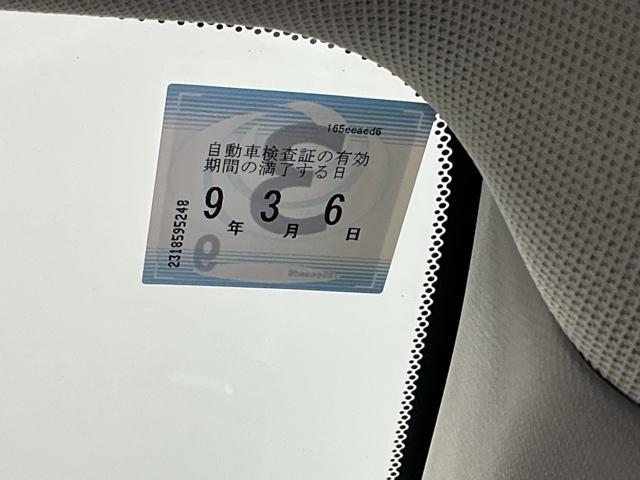 165eeaed6
自動車検査証の有効
期間の満了する日
9年 3月 6日
2318595248